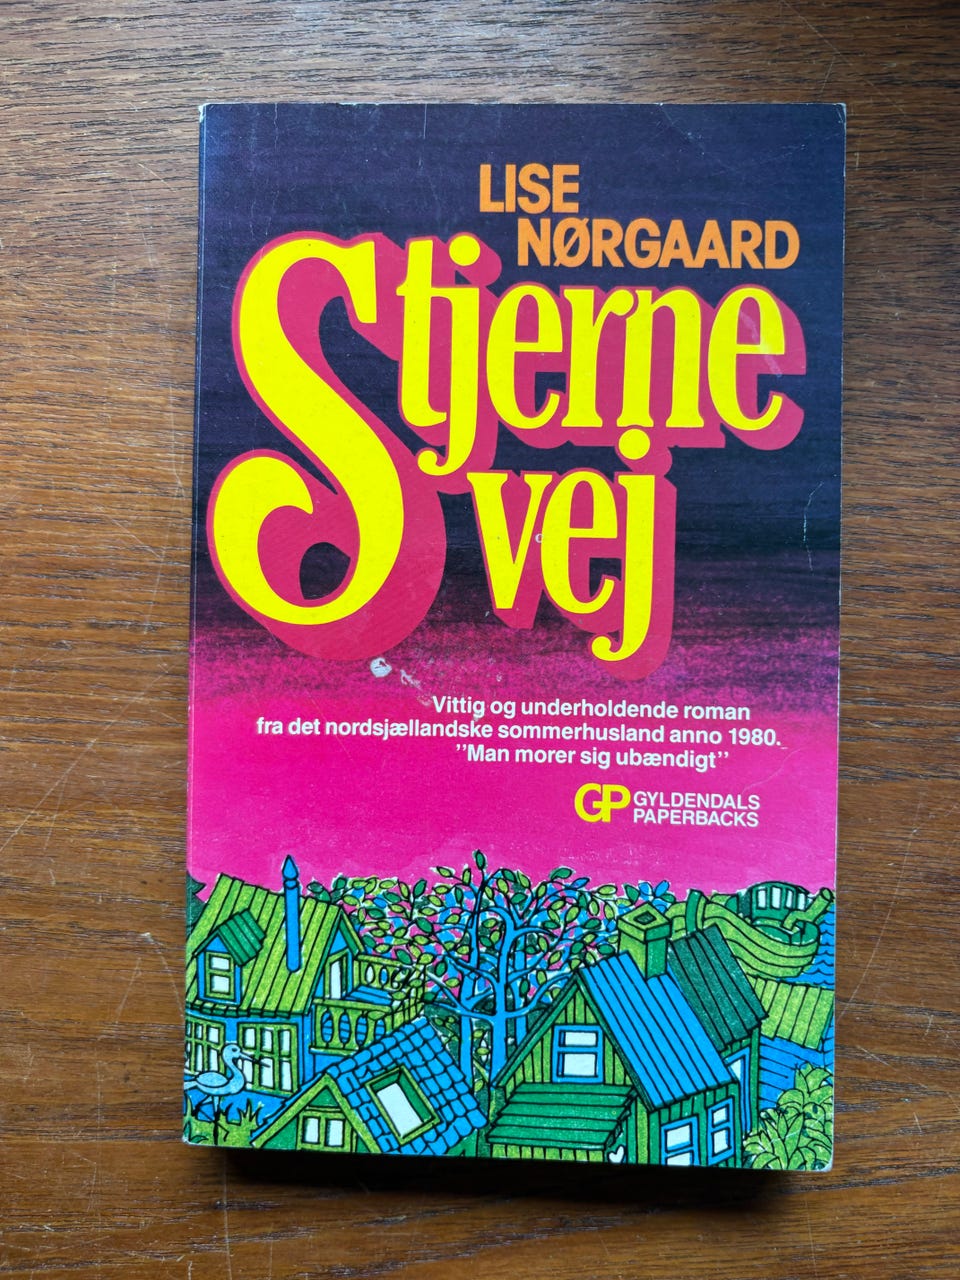 LISE
NØRGAARD
Stjerne
vej
Vittig og underholdende roman
fra det nordsjællandske sommerhusland anno 1980.
"Man morer sig ubændigt"
GP GYLDENDALS
PAPERBACKS